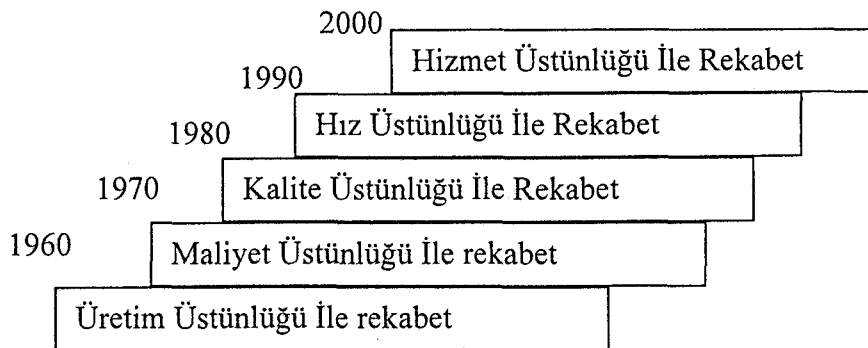 2000
Hizmet Üstünlüğü İle Rekabet
1990
Hız Üstünlüğü İle Rekabet
1980
Kalite Üstünlüğü İle Rekabet
1970
Maliyet Üstünlüğü İle rekabet
1960
Üretim Üstünlüğü İle rekabet